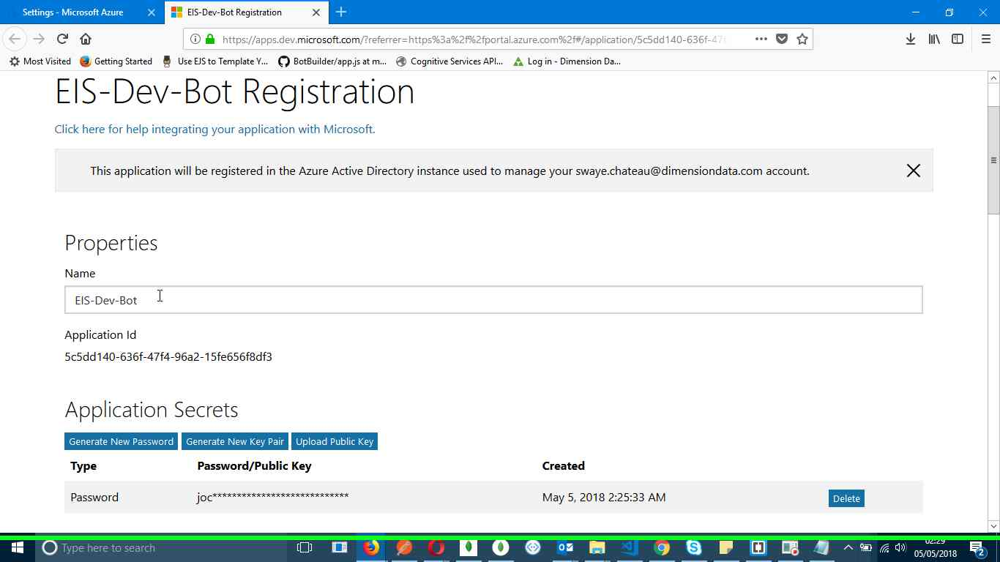 Settings - Microsoft Azure
EIS-Dev-Bot Registration
https://apps.dev.microsoft.com/?referrer=https%3a%2f%2fportal.azure.com%2f#/application/5c5dd140-636f-47f
Most Visited
Getting Started
Use EJS to Template Y...
BotBuilder/app.js at m...
Cognitive Services API...
Log in - Dimension Da...
EIS-Dev-Bot Registration
Click here for help integrating your application with Microsoft.
This application will be registered in the Azure Active Directory instance used to manage your swaye.chateau@dimensiondata.com account.
Properties
Name
EIS-Dev-Bot
Application Id
5c5dd140-636f-47f4-96a2-15fe656f8df3
Application Secrets
Generate New Password Generate New Key Pair Upload Public Key
Type Password/Public Key Created
Password joc**************************** May 5, 2018 2:25:33 AM Delete
Type here to search
02:29
05/05/2018
2